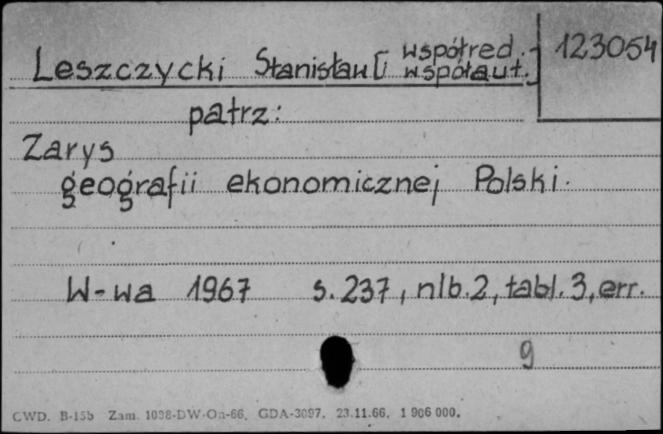 Leszczycki Stanisław [współred.
współaut.]
123054
patrz:
Zarys
geografii ekonomicznej Polski.
W-wa 1967 s. 237, nlb. 2, tabl. 3, err.
9
CWD. B-15b Zam. 1038-DW-On-66. GDA-3097. 23.11.66. 1 906 000.